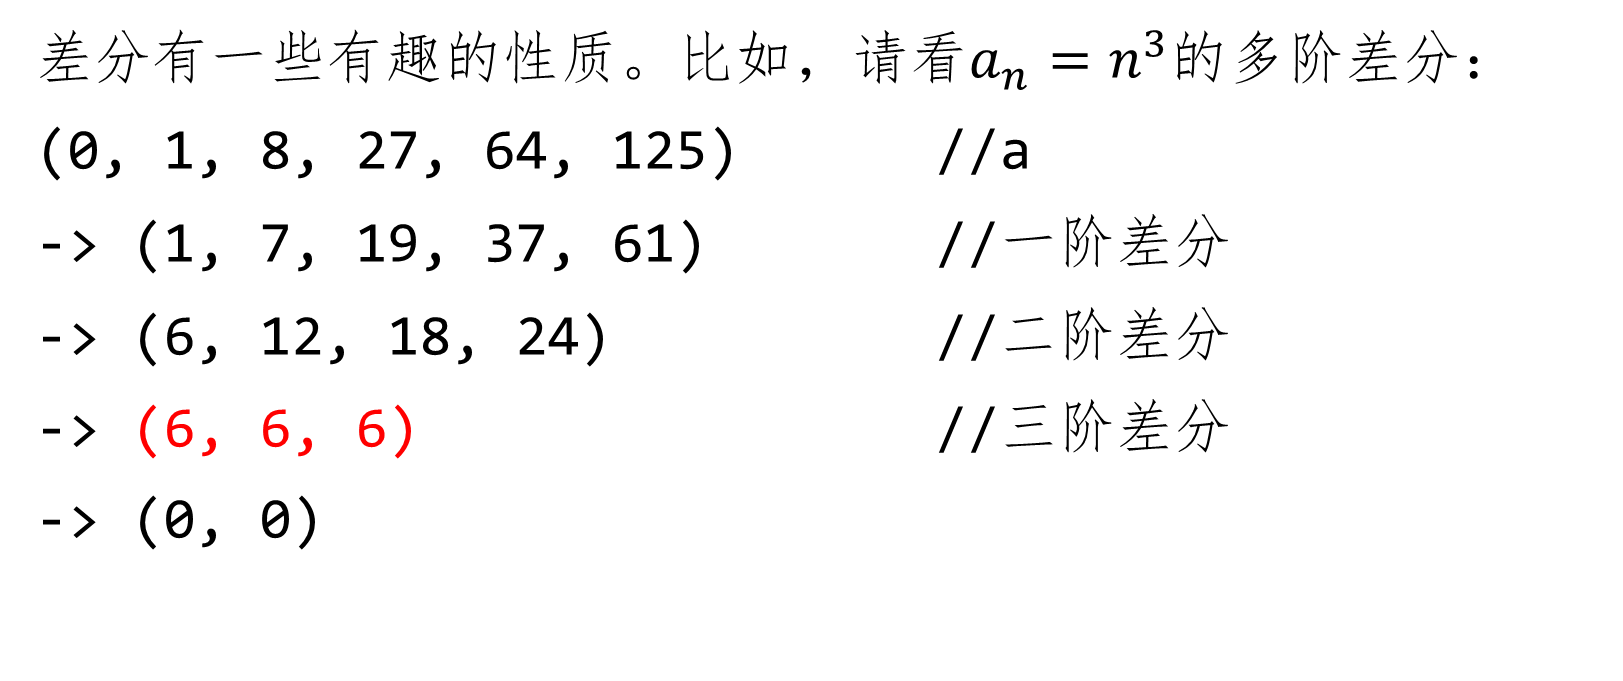 差分有一些有趣的性质。比如，请看aₙ = n³的多阶差分：
(0, 1, 8, 27, 64, 125) //a
-> (1, 7, 19, 37, 61) //一阶差分
-> (6, 12, 18, 24) //二阶差分
-> (6, 6, 6) //三阶差分
-> (0, 0)